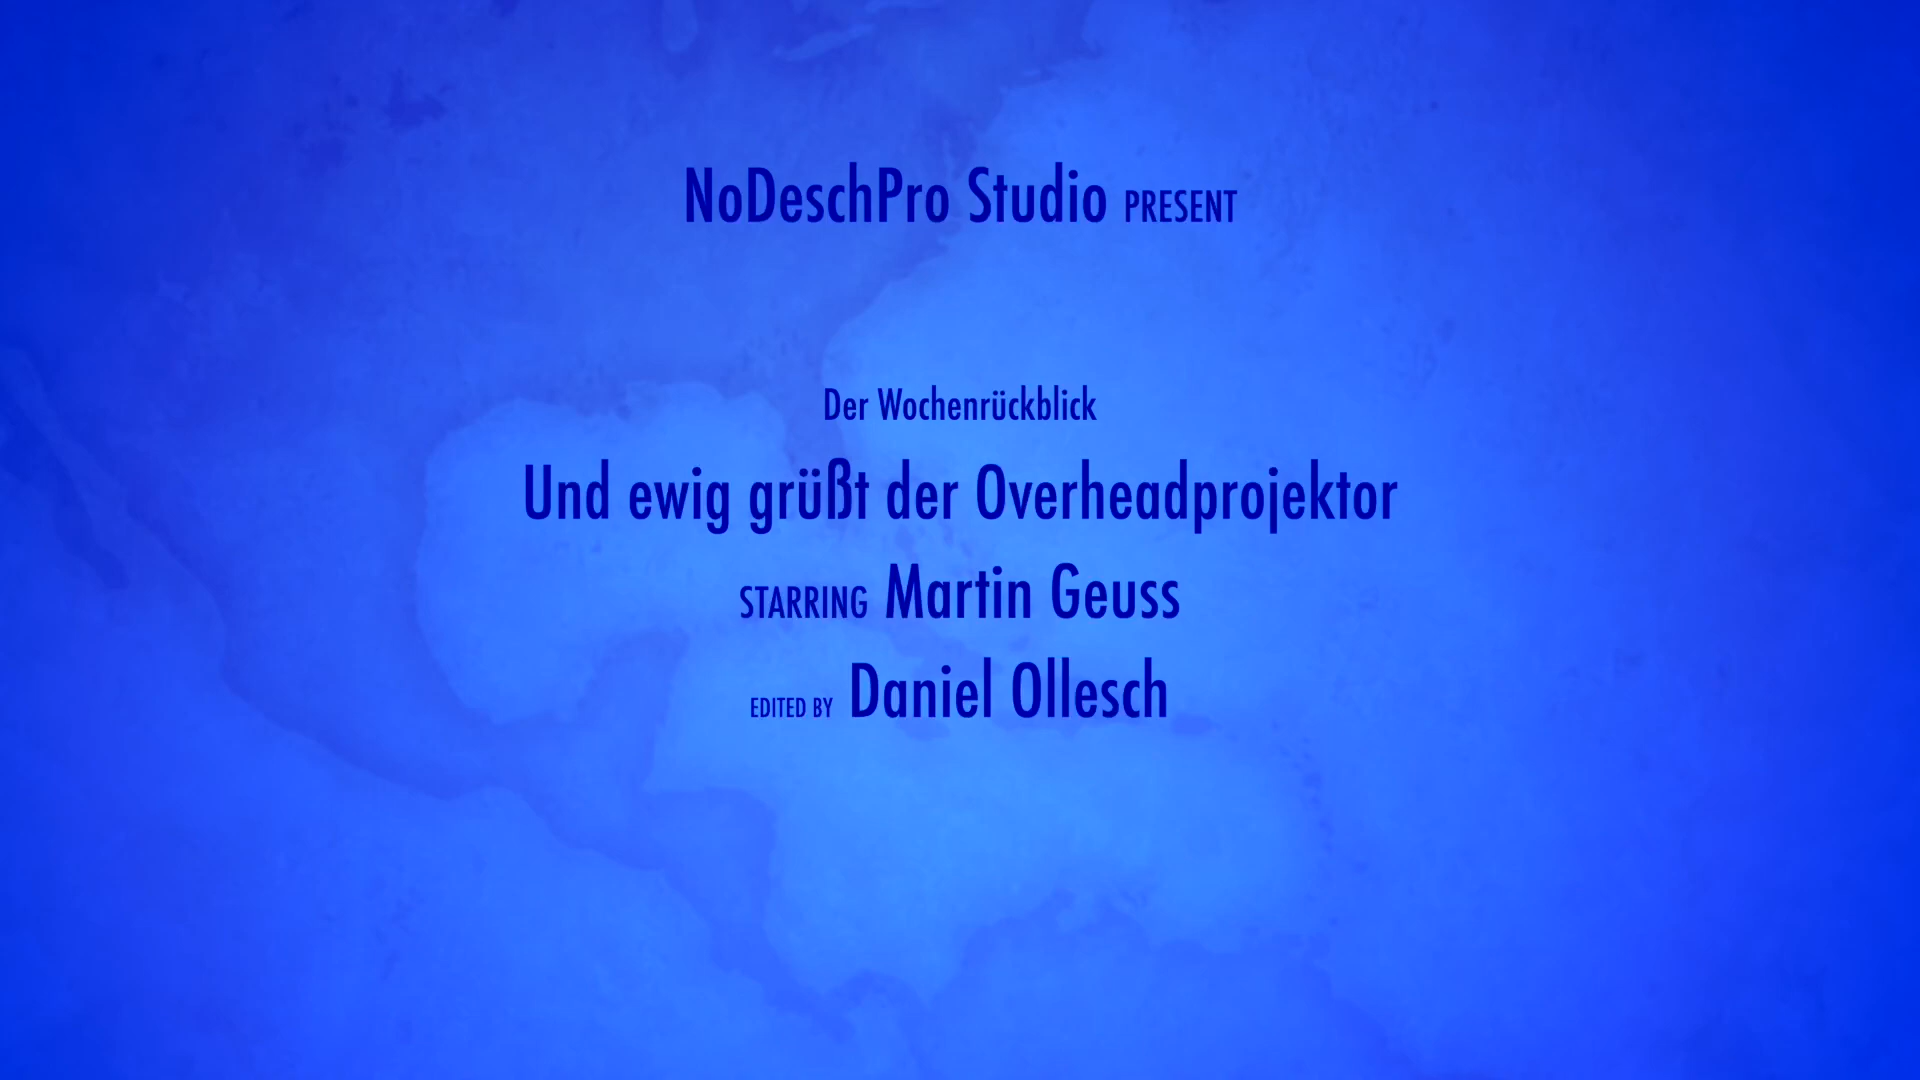 NoDeschPro Studio PRESENT
Der Wochenrückblick
Und ewig grüßt der Overheadprojektor
STARRING Martin Geuss
EDITED BY Daniel Ollesch